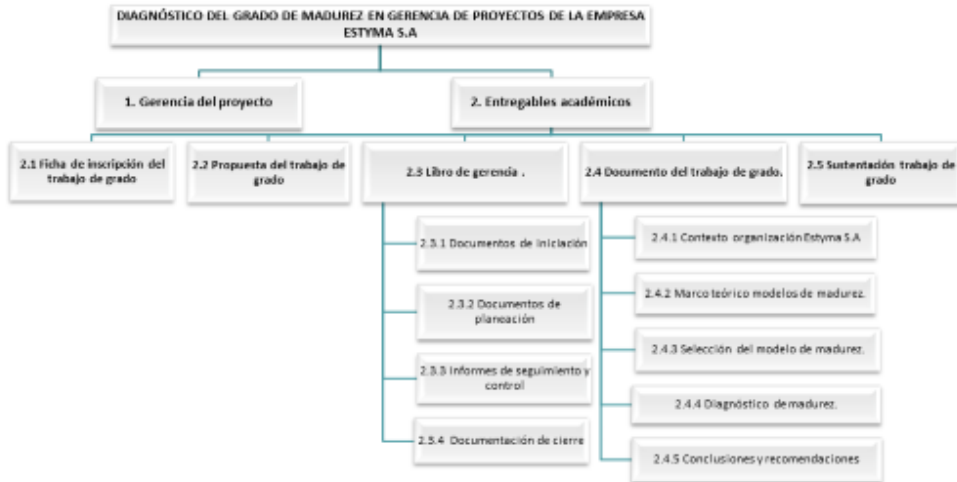 DIAGNÓSTICO DEL GRADO DE MADUREZ EN GERENCIA DE PROYECTOS DE LA EMPRESA
ESTYMA S.A
1. Gerencia del proyecto
2. Entregables académicos
2.1 Ficha de inscripción del
trabajo de grado
2.2 Propuesta del trabajo de
grado
2.3 Libro de gerencia .
2.4 Documento del trabajo de grado.
2.5 Sustentación trabajo de
grado
2.3.1 Documentos de iniciación
2.3.2 Documentos de
planeación
2.3.3 Informes de seguimiento y
control
2.3.4 Documentación de cierre
2.4.1 Contexto organización Estyma S.A
2.4.2 Marco teórico modelos de madurez.
2.4.3 Selección del modelo de madurez.
2.4.4 Diagnóstico de madurez.
2.4.5 Conclusiones y recomendaciones